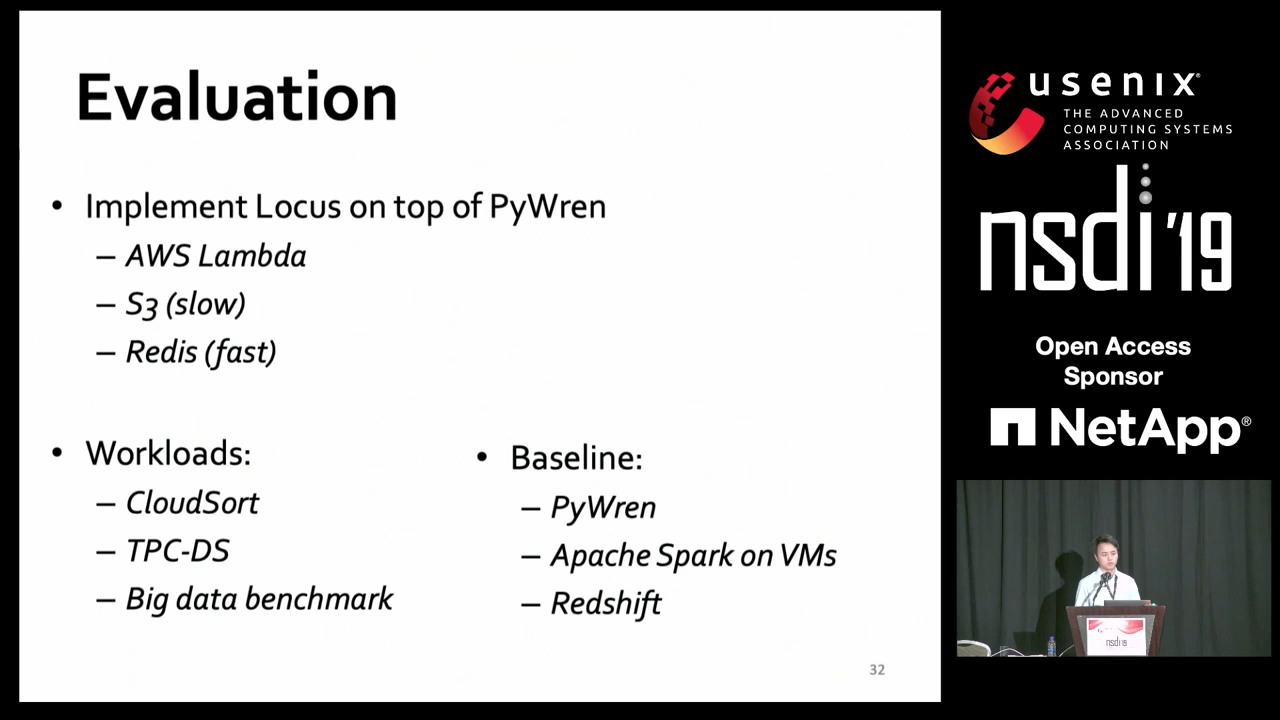 Evaluation
• Implement Locus on top of PyWren
– AWS Lambda
– S3 (slow)
– Redis (fast)
• Workloads:
– CloudSort
– TPC-DS
– Big data benchmark
• Baseline:
– PyWren
– Apache Spark on VMs
– Redshift
32
usenix®
THE ADVANCED
COMPUTING SYSTEMS
ASSOCIATION
nsdi '19
Open Access
Sponsor
NetApp®
nsdi '19